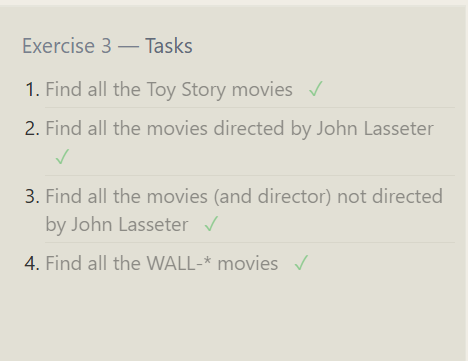 Exercise 3 — Tasks
1. Find all the Toy Story movies ✓
2. Find all the movies directed by John Lasseter
✓
3. Find all the movies (and director) not directed
by John Lasseter ✓
4. Find all the WALL-* movies ✓